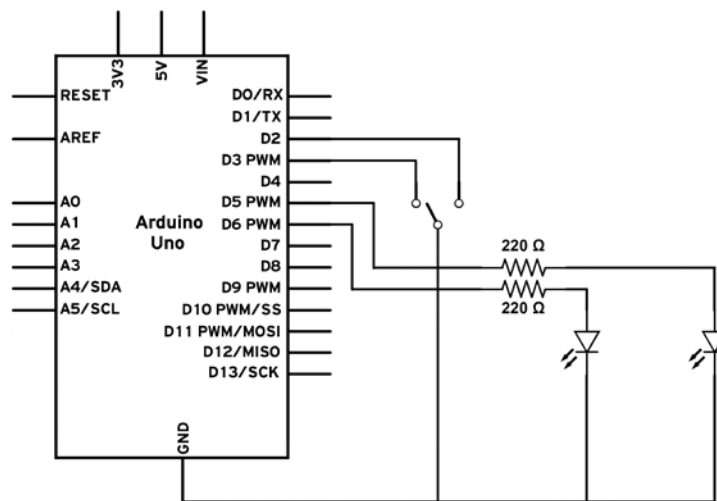 3V3
5V
VIN
RESET
D0/RX
D1/TX
AREF
D2
D3 PWM
D4
A0
D5 PWM
A1
Arduino
Uno
D6 PWM
A2
D7
220 Ω
A3
D8
A4/SDA
D9 PWM
A5/SCL
D10 PWM/SS
220 Ω
D11 PWM/MOSI
D12/MISO
D13/SCK
GND